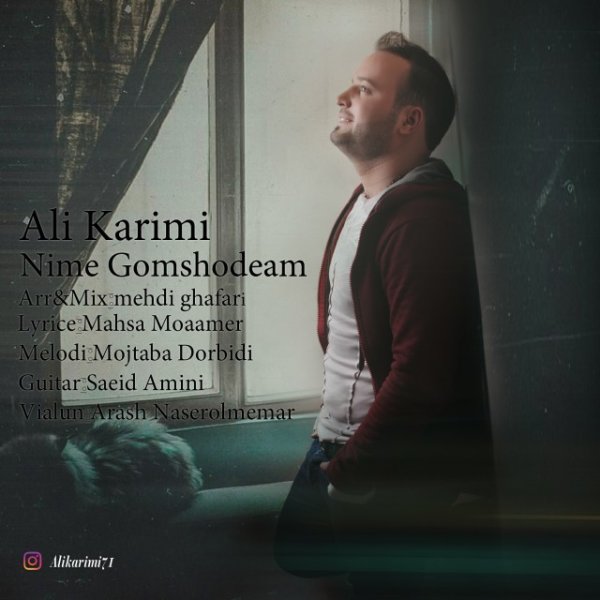 Ali Karimi
Nime Gomshodeam
Arr&Mix:mehdi ghafari
Lyrice:Mahsa Moaamer
Melodi:Mojtaba Dorbidi
Guitar:Saeid Amini
Vialun:Arash Naserolmemar
Alikarimi71